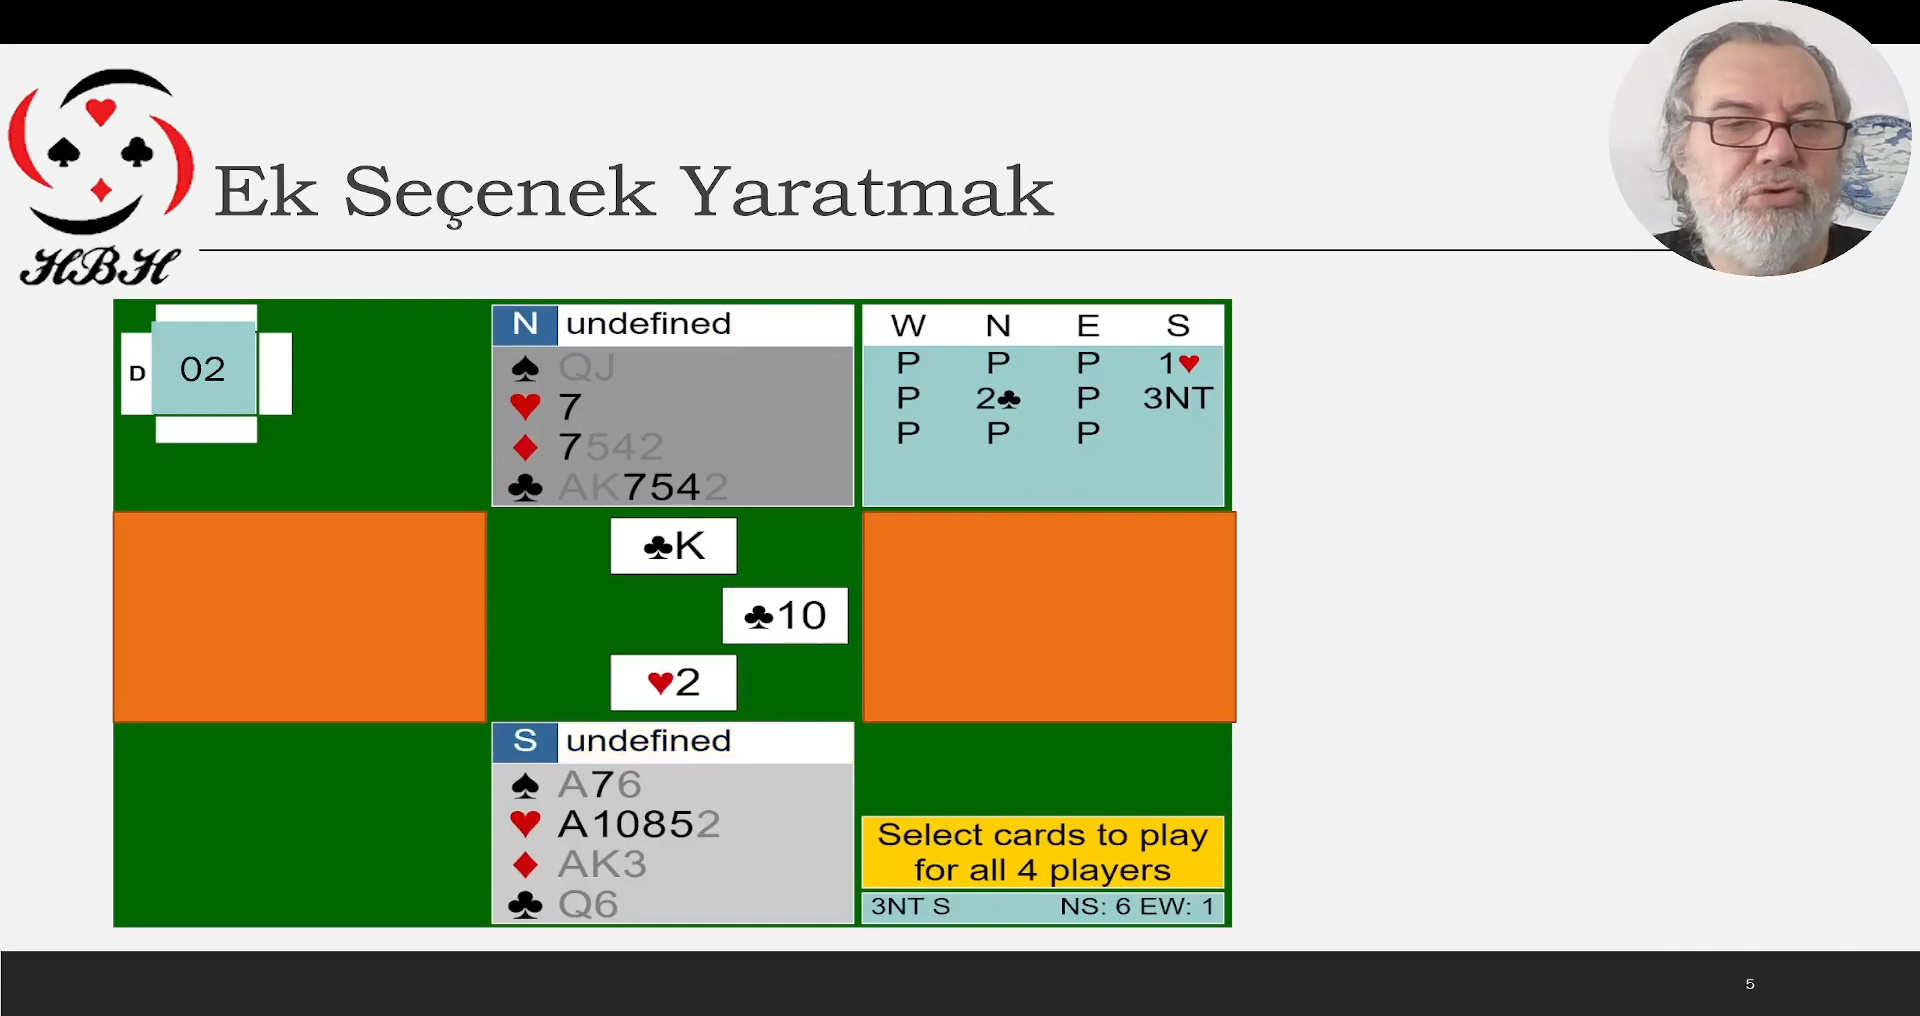 HBH
Ek Seçenek Yaratmak
D
02
N undefined
♠ QJ
♥ 7
♦ 7542
♣ AK7542
W N E S
P P P 1♥
P 2♣ P 3NT
P P P
♣K
♣10
♥2
S undefined
♠ A76
♥ A10852
♦ AK3
♣ Q6
Select cards to play
for all 4 players
3NT S NS: 6 EW: 1
5